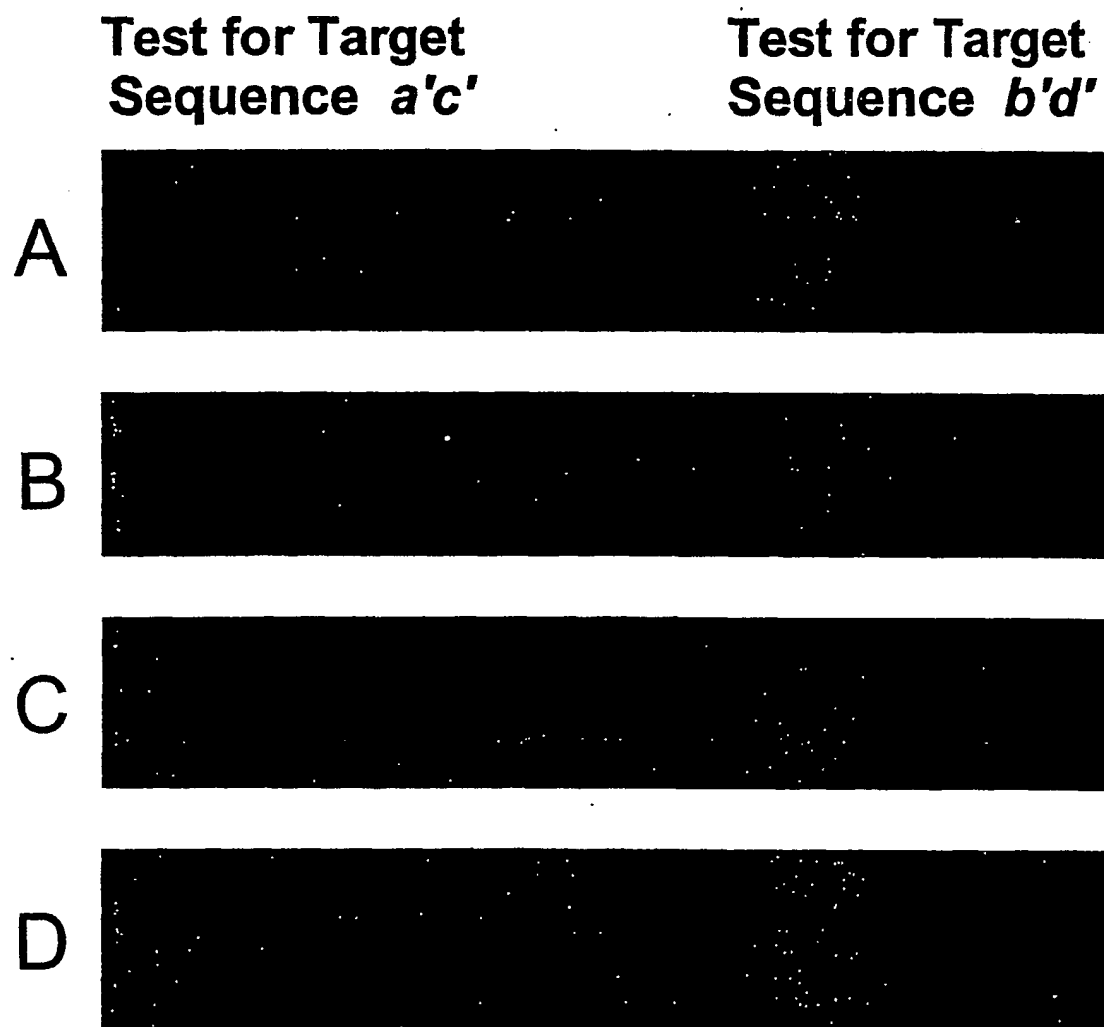 Test for Target
Sequence a'c'
Test for Target
Sequence b'd'
A
B
C
D